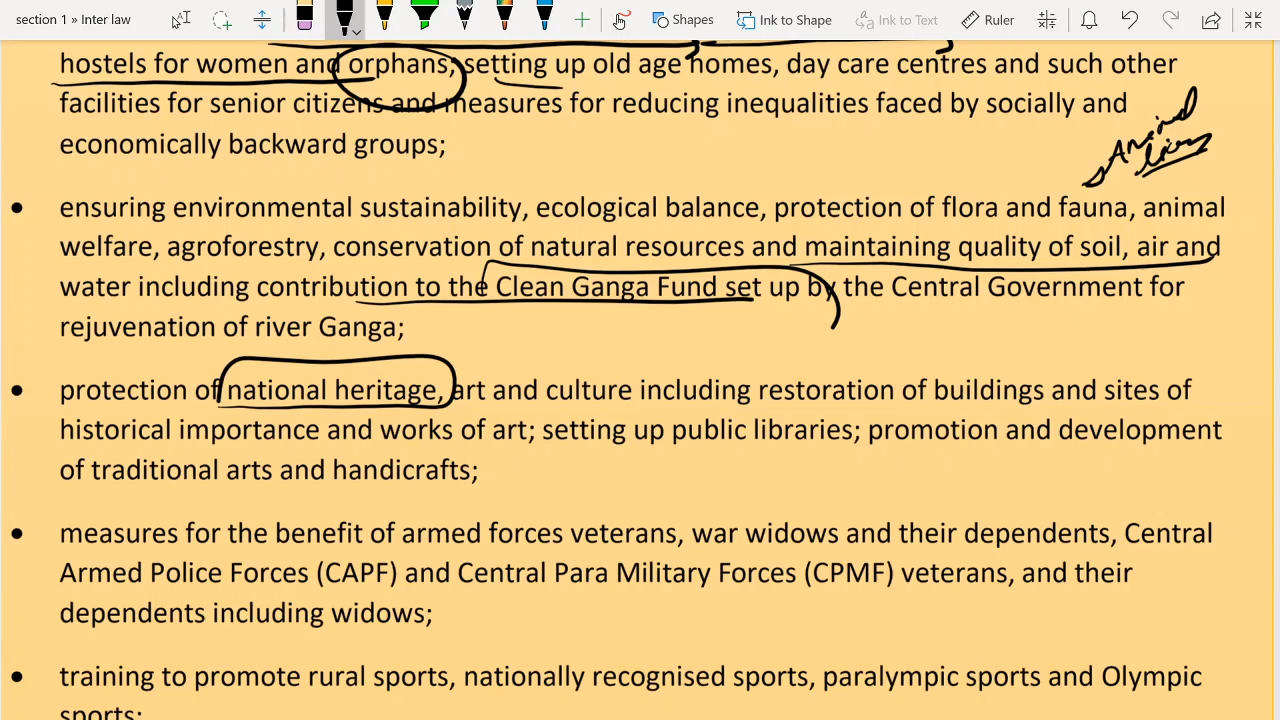 section 1 » Inter law
Shapes
Ink to Shape
Ink to Text
Ruler
hostels for women and orphans; setting up old age homes, day care centres and such other
facilities for senior citizens and measures for reducing inequalities faced by socially and
economically backward groups;
Animal
• ensuring environmental sustainability, ecological balance, protection of flora and fauna, animal
welfare, agroforestry, conservation of natural resources and maintaining quality of soil, air and
water including contribution to the Clean Ganga Fund set up by the Central Government for
rejuvenation of river Ganga;
• protection of national heritage, art and culture including restoration of buildings and sites of
historical importance and works of art; setting up public libraries; promotion and development
of traditional arts and handicrafts;
• measures for the benefit of armed forces veterans, war widows and their dependents, Central
Armed Police Forces (CAPF) and Central Para Military Forces (CPMF) veterans, and their
dependents including widows;
• training to promote rural sports, nationally recognised sports, paralympic sports and Olympic
sports;